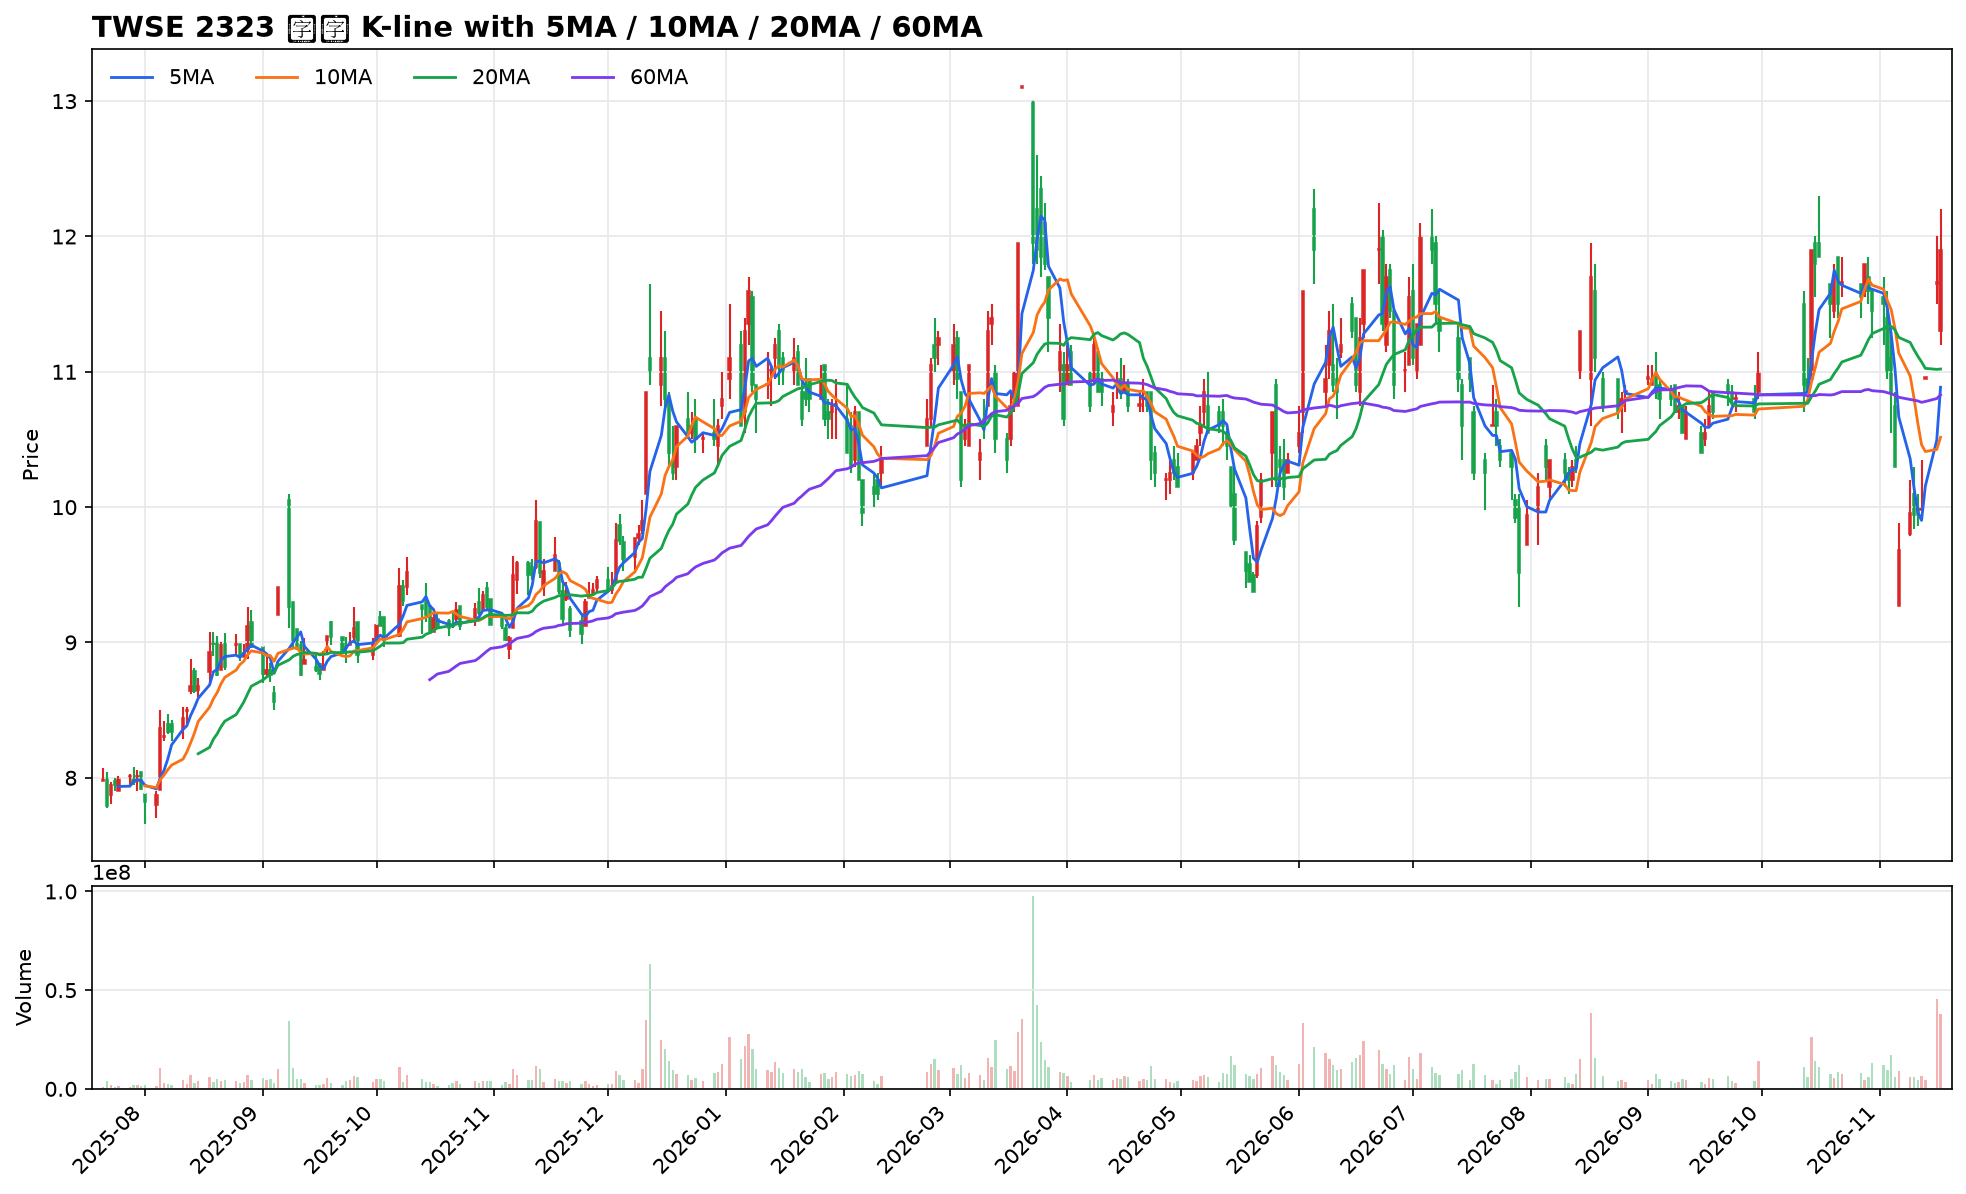 TWSE 2323 字字 K-line with 5MA / 10MA / 20MA / 60MA
5MA 10MA 20MA 60MA
13
12
11
10
9
8
Price
1e8
1.0
0.5
0.0
Volume
2025-08 2025-09 2025-10 2025-11 2025-12 2026-01 2026-02 2026-03 2026-04 2026-05 2026-06 2026-07 2026-08 2026-09 2026-10 2026-11